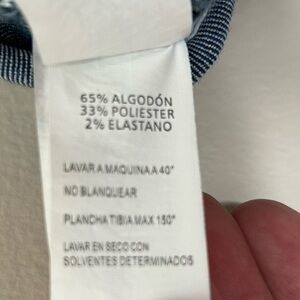 65% ALGODÓN
33% POLIESTER
2% ELASTANO
LAVAR A MAQUINA A 40°
NO BLANQUEAR
PLANCHA TIBIA MAX 150°
LAVAR EN SECO CON
SOLVENTES DETERMINADOS